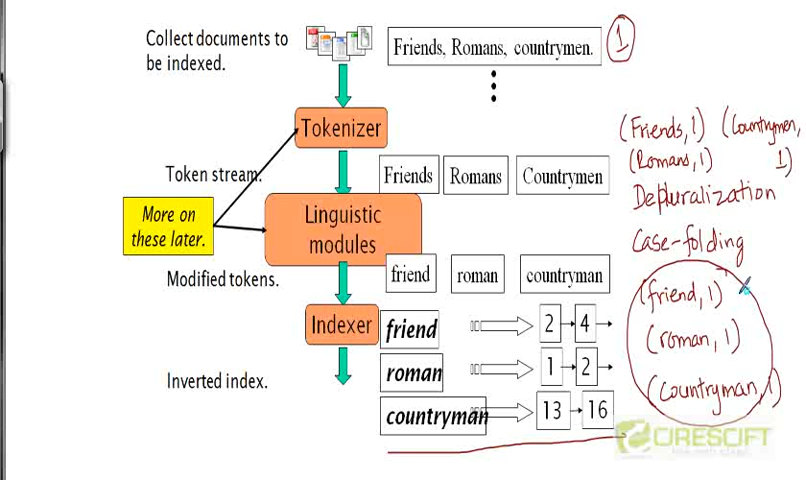 Collect documents to be indexed.
Friends, Romans, countrymen.
1
Tokenizer
(Friends,1) (Countrymen,
(Romans,1) 1)
Token stream.
Friends Romans Countrymen
Depluralization
More on these later.
Linguistic modules
Case-folding
Modified tokens.
friend roman countryman
(friend,1)
Indexer
friend 2 4
(roman,1)
roman 1 2
Inverted index.
(Countryman,1)
countryman 13 16
CIRESCIFT